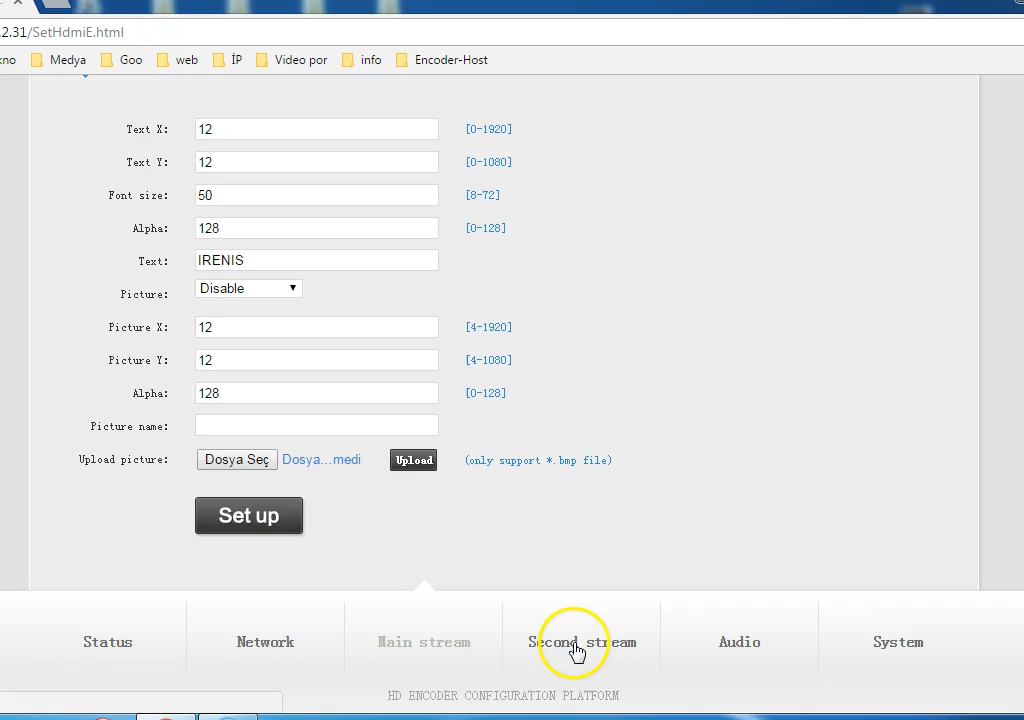 .2.31/SetHdmiE.html
kno Medya Goo web İP Video por info Encoder-Host
Text X: 12 [0-1920]
Text Y: 12 [0-1080]
Font size: 50 [8-72]
Alpha: 128 [0-128]
Text: IRENIS
Picture: Disable
Picture X: 12 [4-1920]
Picture Y: 12 [4-1080]
Alpha: 128 [0-128]
Picture name:
Upload picture: Dosya Seç Dosya...medi Upload (only support *.bmp file)
Set up
Status Network Main stream Second stream Audio System
HD ENCODER CONFIGURATION PLATFORM